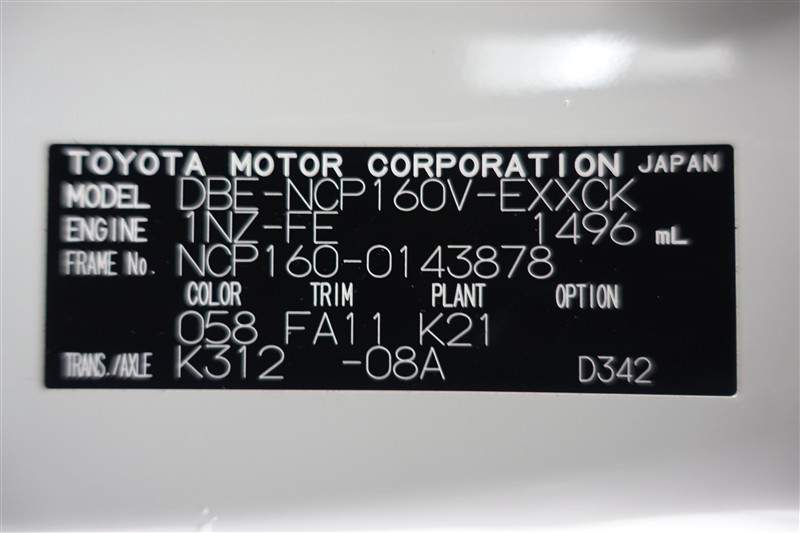 TOYOTA MOTOR CORPORATION JAPAN
MODEL DBE-NCP160V-EXXCK
ENGINE 1NZ-FE 1496 mL
FRAME No. NCP160-0143878
COLOR TRIM PLANT OPTION
058 FA11 K21
TRANS./AXLE K312 -08A D342